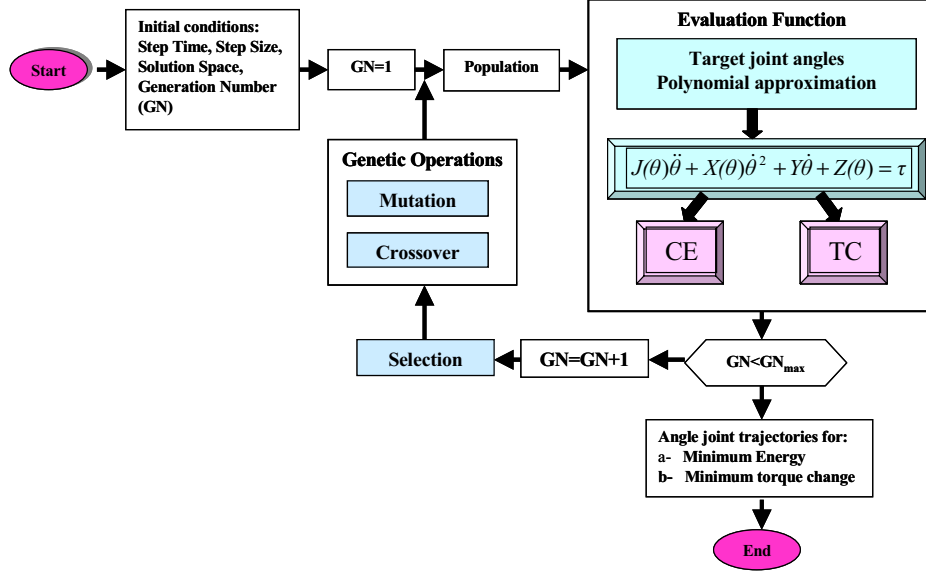 Start
Initial conditions:
Step Time, Step Size,
Solution Space,
Generation Number
(GN)
GN=1
Population
Evaluation Function
Target joint angles
Polynomial approximation
J(θ)θ̈ + X(θ)θ̇² + Yθ̇ + Z(θ) = τ
CE
TC
Genetic Operations
Mutation
Crossover
Selection
GN=GN+1
GN<GNmax
Angle joint trajectories for:
a- Minimum Energy
b- Minimum torque change
End